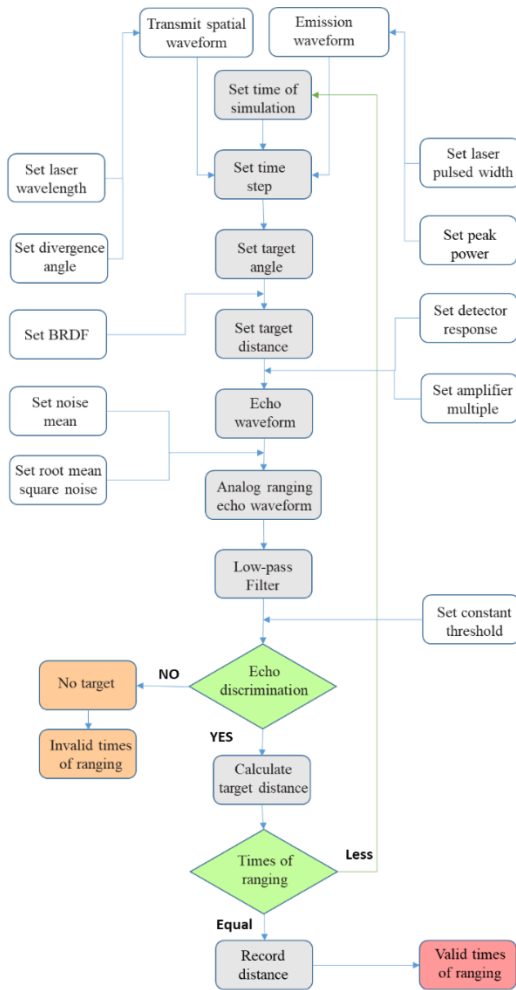 Transmit spatial
waveform
Emission
waveform
Set time of
simulation
Set laser
wavelength
Set time
step
Set laser
pulsed width
Set divergence
angle
Set target
angle
Set peak
power
Set BRDF
Set target
distance
Set detector
response
Set noise
mean
Echo
waveform
Set amplifier
multiple
Set root mean
square noise
Analog ranging
echo waveform
Low-pass
Filter
Set constant
threshold
No target
NO
Echo
discrimination
Invalid times
of ranging
YES
Calculate
target distance
Times of
ranging
Less
Equal
Record
distance
Valid times
of ranging